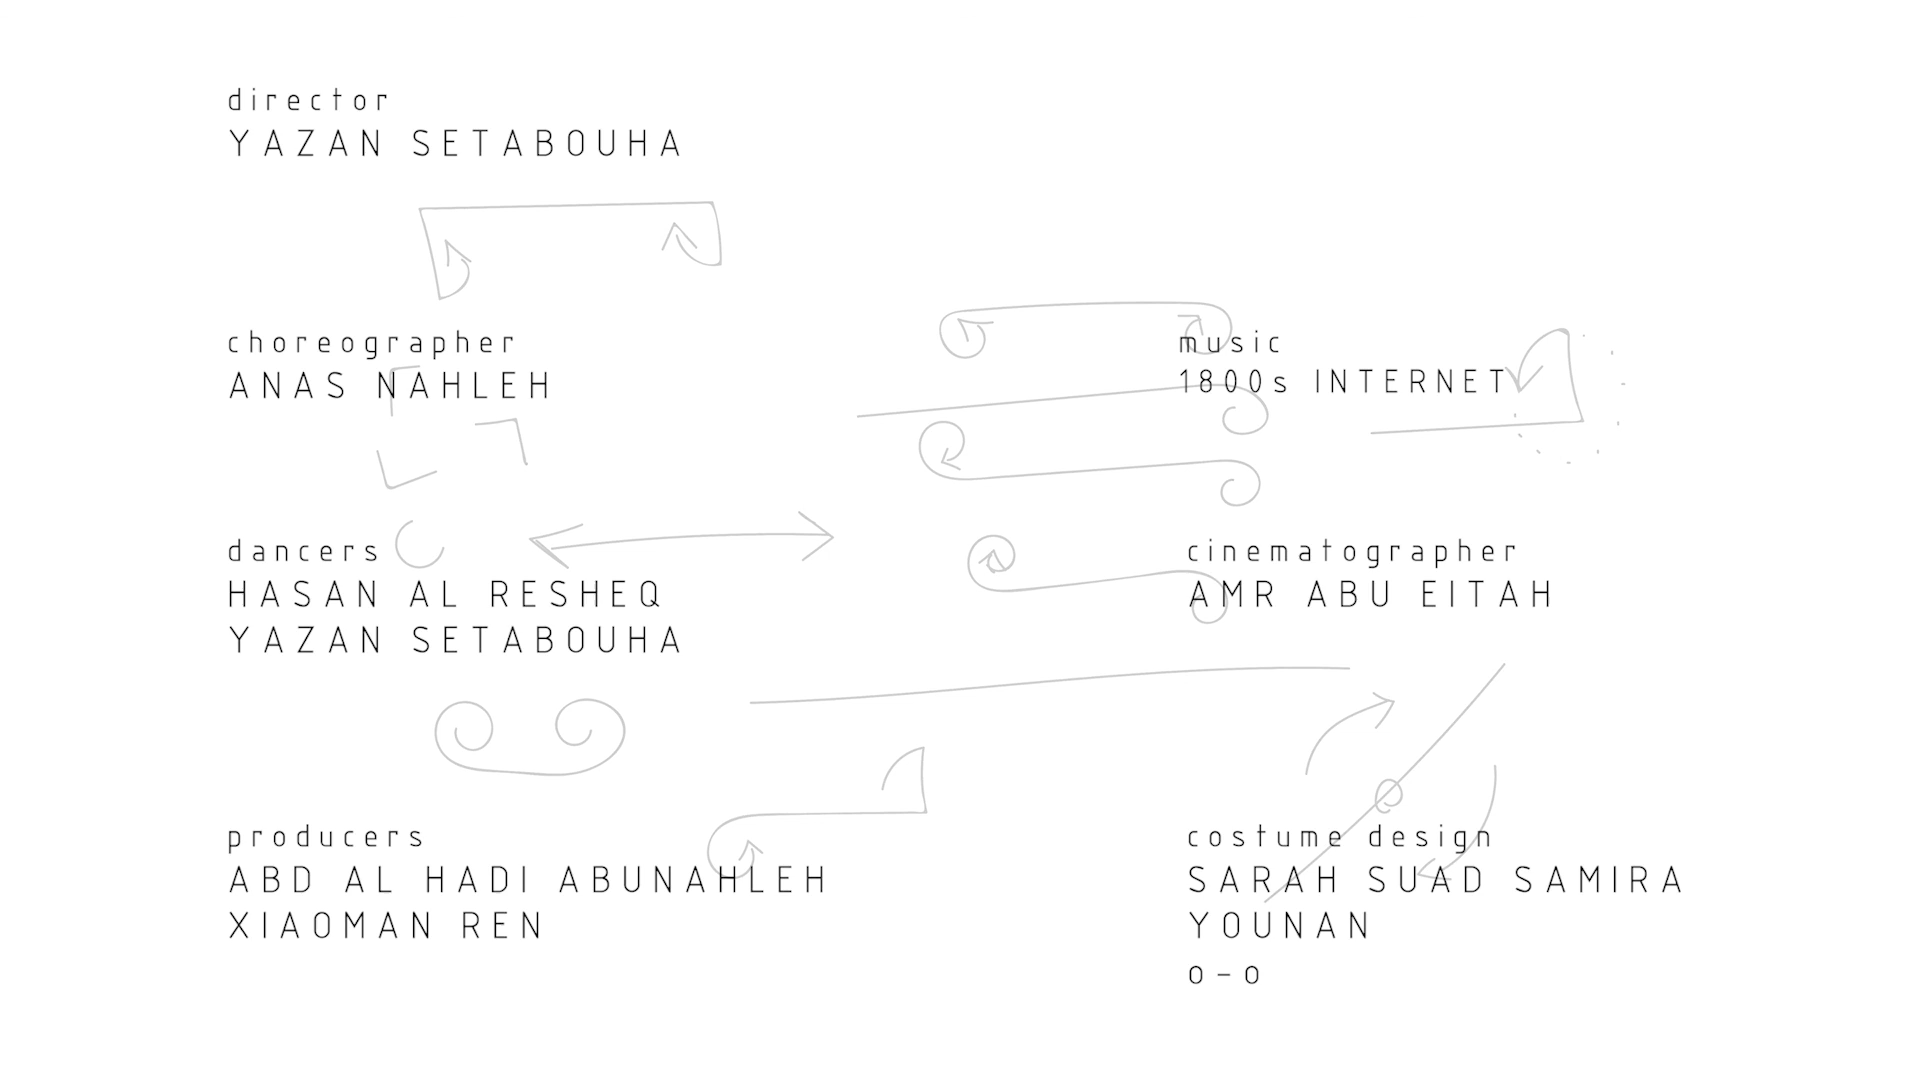 director
YAZAN SETABOUHA
choreographer
ANAS NAHLEH
dancers
HASAN AL RESHEQ
YAZAN SETABOUHA
producers
ABD AL HADI ABUNAHLEH
XIAOMAN REN
music
1800s INTERNET
cinematographer
AMR ABU EITAH
costume design
SARAH SUAD SAMIRA
YOUNAN
o-o